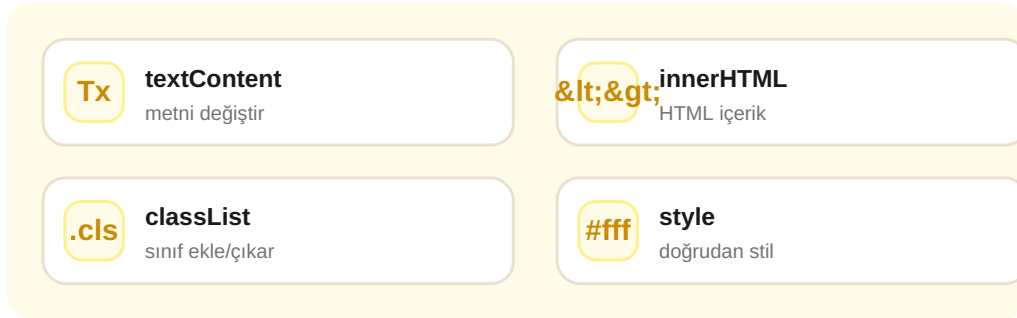 Tx
textContent
metni değiştir
&lt;&gt;
innerHTML
HTML içerik
.cls
classList
sınıf ekle/çıkar
#fff
style
doğrudan stil